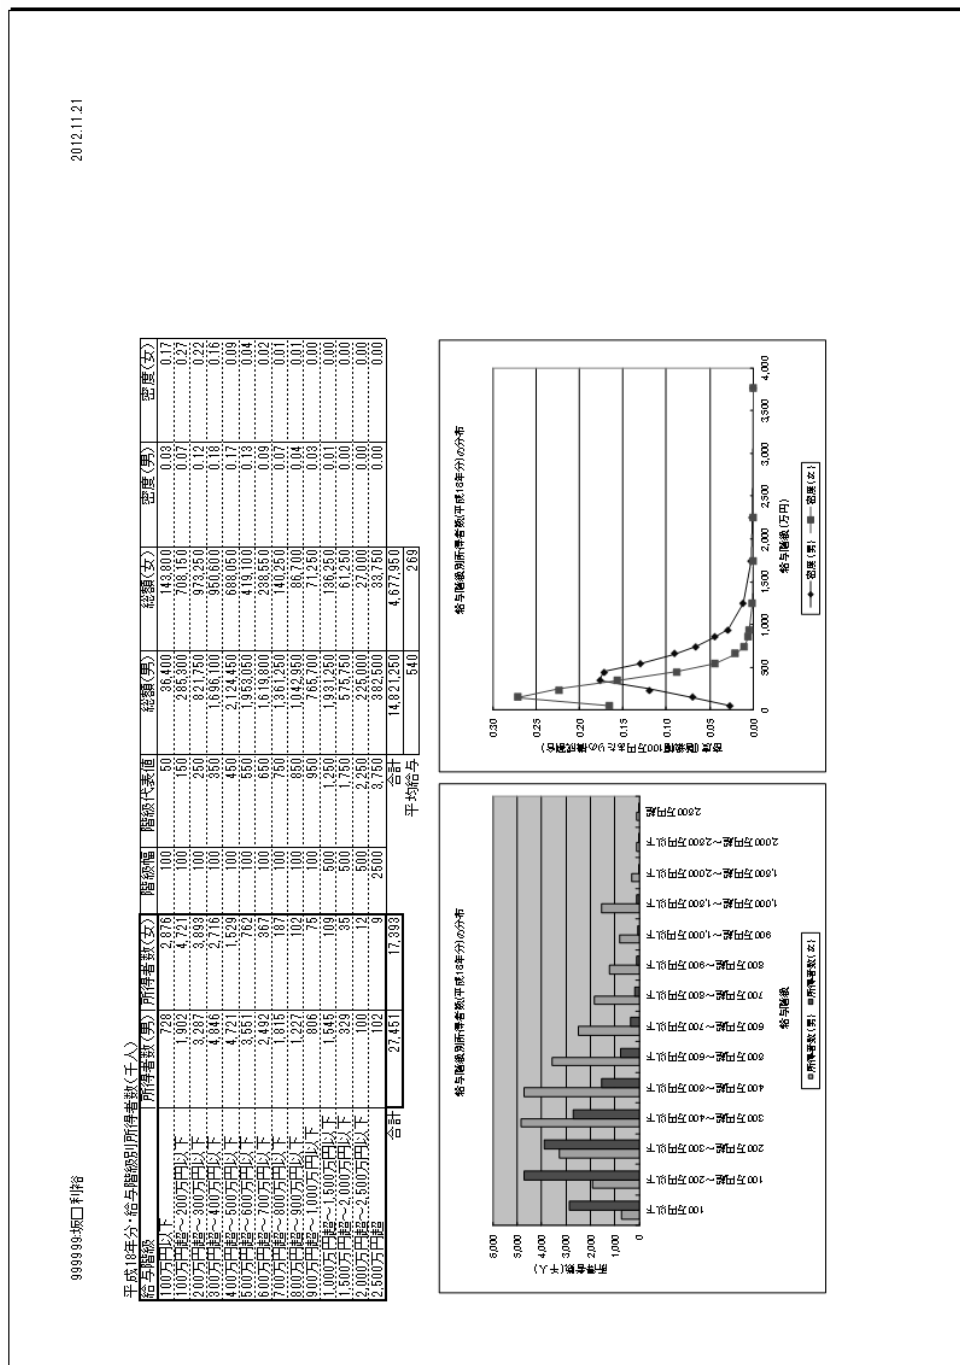 999999:坂口利裕 2012.11.21
平成18年分・給与階級別所得者数(千人)
給与階級 所得者数(男) 所得者数(女) 階級幅 階級代表値 総額(男) 総額(女) 密度(男) 密度(女)
100万円以下 728 2,876 100 50 36,400 143,800 0.03 0.17
100万円超～200万円以下 1,902 4,721 100 150 285,300 708,150 0.07 0.27
200万円超～300万円以下 3,287 3,893 100 250 821,750 973,250 0.12 0.22
300万円超～400万円以下 4,846 2,716 100 350 1,696,100 950,600 0.18 0.16
400万円超～500万円以下 4,721 1,529 100 450 2,124,450 688,050 0.17 0.09
500万円超～600万円以下 3,551 762 100 550 1,953,050 419,100 0.13 0.04
600万円超～700万円以下 2,492 367 100 650 1,619,800 238,550 0.09 0.02
700万円超～800万円以下 1,815 187 100 750 1,361,250 140,250 0.07 0.01
800万円超～900万円以下 1,227 102 100 850 1,042,950 86,700 0.04 0.01
900万円超～1,000万円以下 806 75 100 950 765,700 71,250 0.03 0.00
1,000万円超～1,500万円以下 1,545 109 500 1,250 1,931,250 136,250 0.01 0.00
1,500万円超～2,000万円以下 329 35 500 1,750 575,750 61,250 0.00 0.00
2,000万円超～2,500万円以下 100 12 500 2,250 225,000 27,000 0.00 0.00
2,500万円超 102 9 2500 3,750 382,500 33,750 0.00 0.00
合計 27,451 17,393 合計 14,821,250 4,677,950
平均給与 540 269
給与階級別所得者数(平成18年分)の分布
所得者数(千人)
6,000
5,000
4,000
3,000
2,000
1,000
0
100万円以下
100万円超～200万円以下
200万円超～300万円以下
300万円超～400万円以下
400万円超～500万円以下
500万円超～600万円以下
600万円超～700万円以下
700万円超～800万円以下
800万円超～900万円以下
900万円超～1,000万円以下
1,000万円超～1,500万円以下
1,500万円超～2,000万円以下
2,000万円超～2,500万円以下
2,500万円超
給与階級
所得者数(男) 所得者数(女)
給与階級別所得者数(平成18年分)の分布
密度(階級幅100万円あたりの構成割合)
0.30
0.25
0.20
0.15
0.10
0.05
0.00
0 500 1,000 1,500 2,000 2,500 3,000 3,500 4,000
給与階級(万円)
密度(男) 密度(女)